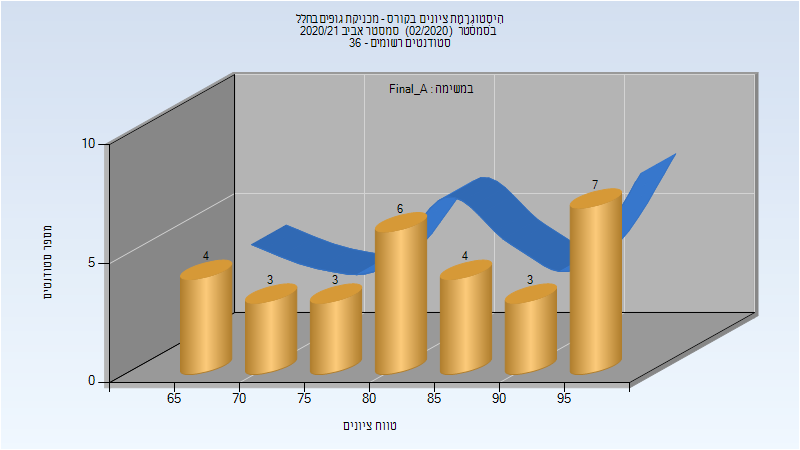 היסטוגרמת ציונים בקורס - מכניקת גופים בחלל
בסמסטר (02/2020) סמסטר אביב 2020/21
סטודנטים רשומים - 36
במשימה : Final_A
מספר סטודנטים
10
5
0
4
3
3
6
4
3
7
65
70
75
80
85
90
95
טווח ציונים